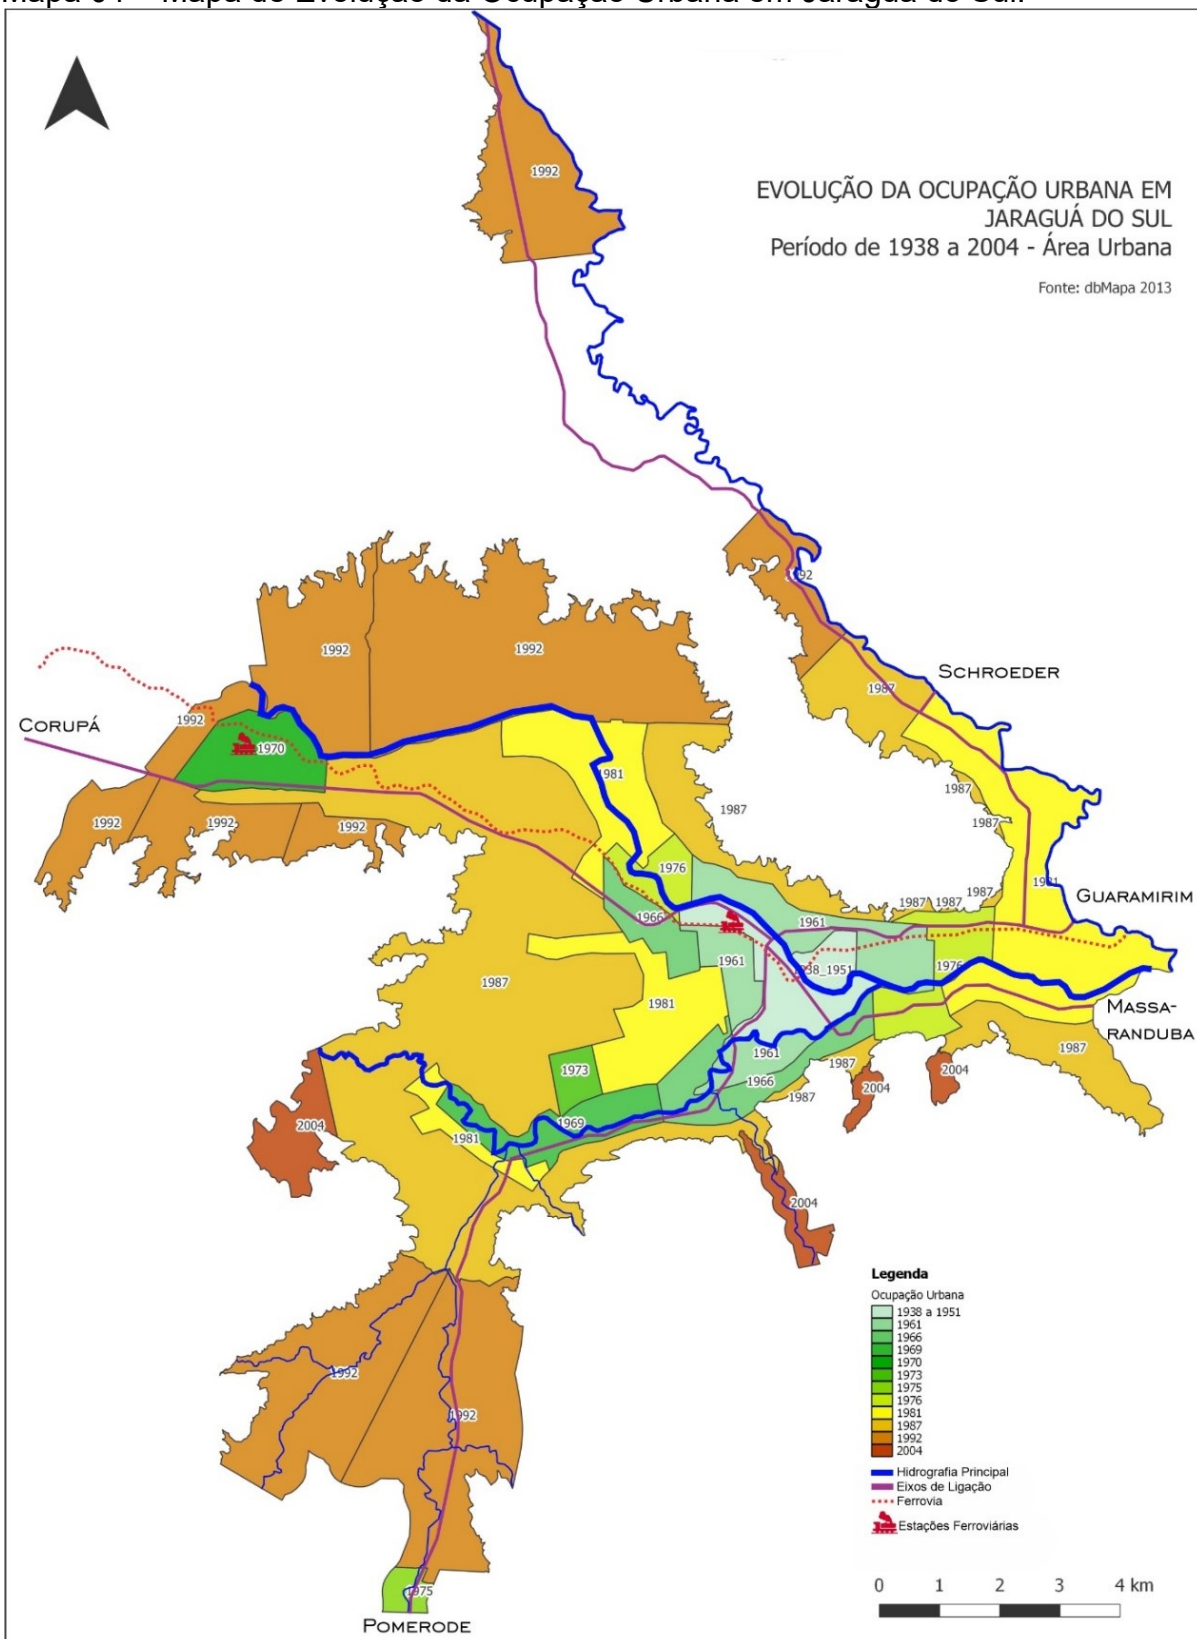 Mapa de Evolução da Ocupação Urbana em Jaraguá do Sul.
EVOLUÇÃO DA OCUPAÇÃO URBANA EM
JARAGUÁ DO SUL
Período de 1938 a 2004 - Área Urbana
Fonte: dbMapa 2013
1992
1992
SCHROEDER
1987
1992
1992
1992
CORUPÁ
1970
1981
1987
1987
1987
1992
1992
1992
1976
1981
1987
GUARAMIRIM
1966
1961
1987
1987
1961
1938_1951
1976
1987
1981
MASSA-
RANDUBA
1961
1987
1987
1973
1966
2004
2004
1987
2004
1981
1969
2004
1992
1992
1975
POMERODE
Legenda
Ocupação Urbana
1938 a 1951
1961
1966
1969
1970
1973
1975
1976
1981
1987
1992
2004
Hidrografia Principal
Eixos de Ligação
Ferrovia
Estações Ferroviárias
0 1 2 3 4 km